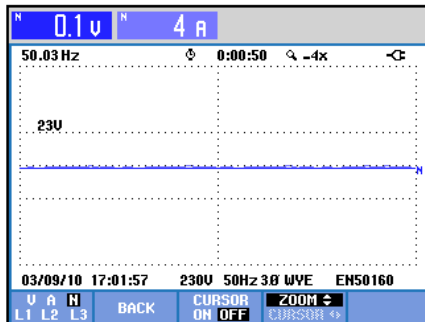 N 0.1 V N 4 A
50.03 Hz 0:00:50 -4x
23V
N
03/09/10 17:01:57 230V 50Hz 3Ø WYE EN50160
V A N BACK CURSOR ZOOM
L1 L2 L3 ON OFF CURSOR